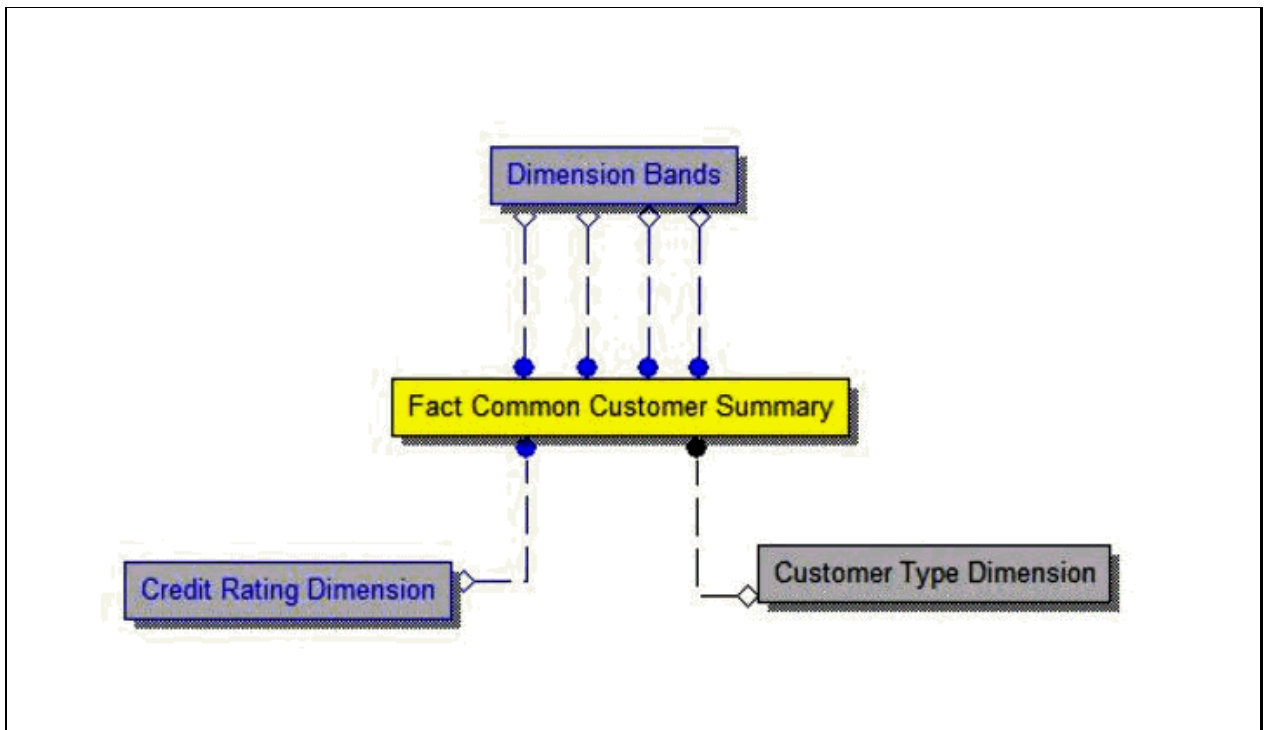 Dimension Bands
Fact Common Customer Summary
Credit Rating Dimension
Customer Type Dimension